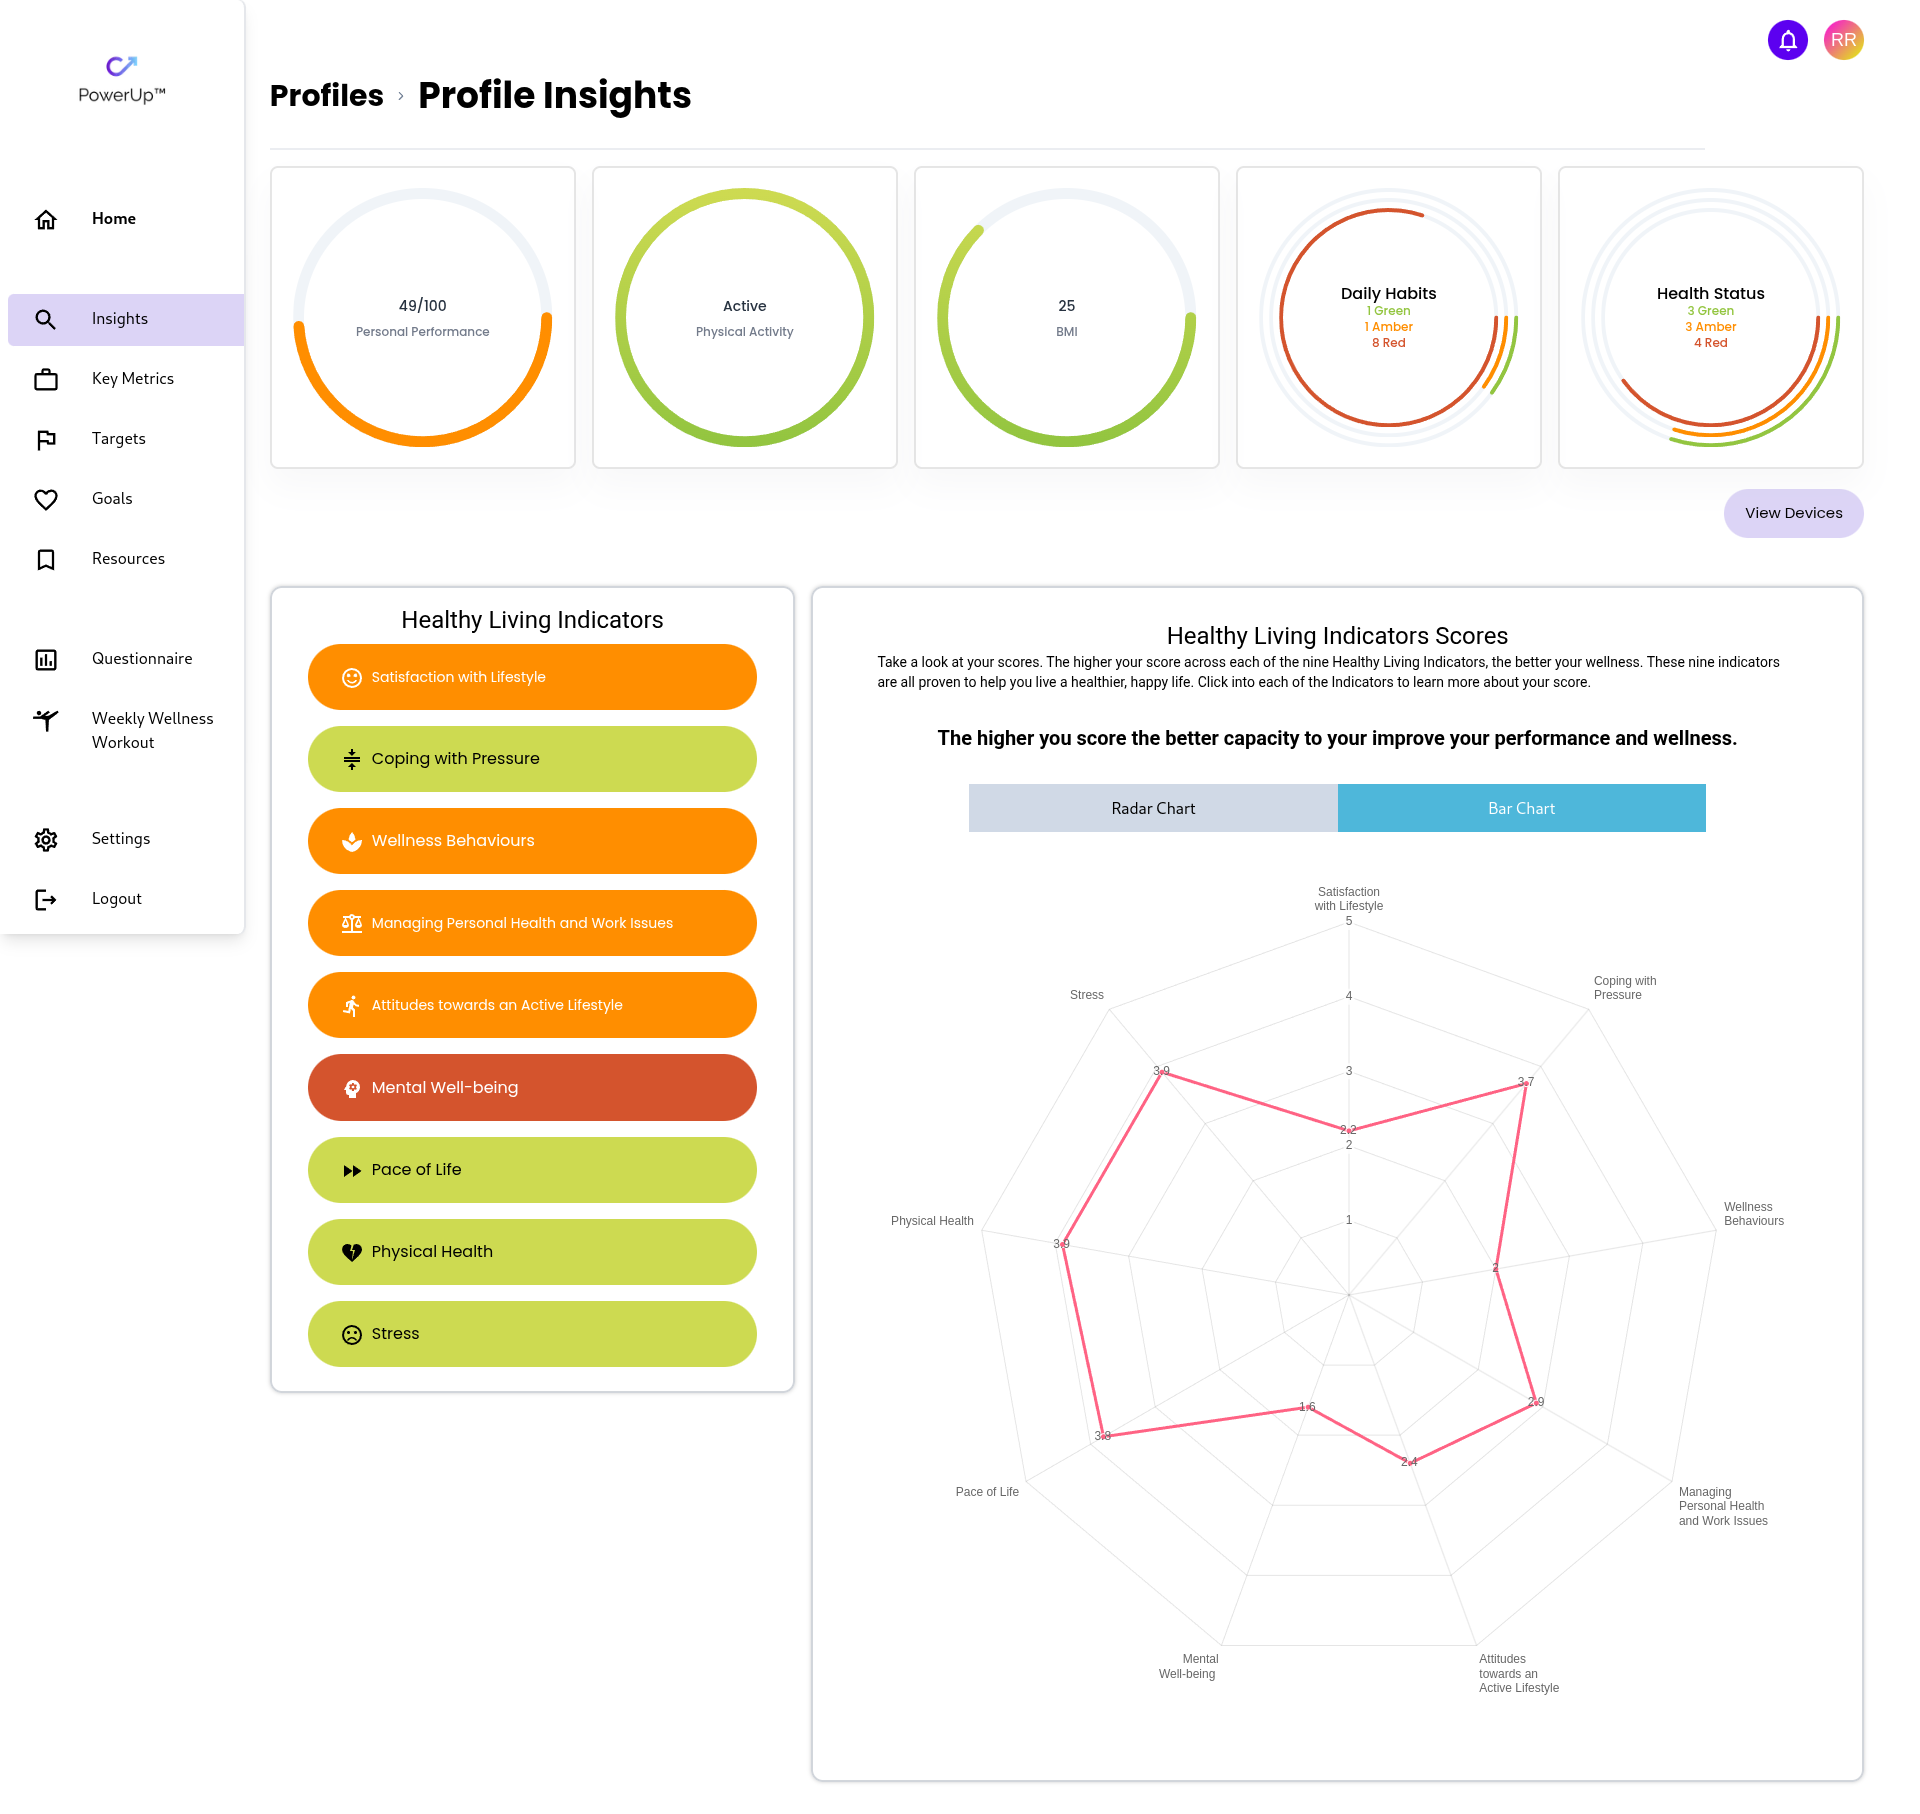 PowerUp™
Home
Insights
Key Metrics
Targets
Goals
Resources
Questionnaire
Weekly Wellness
Workout
Settings
Logout
RR
Profiles › Profile Insights
49/100
Personal Performance
Active
Physical Activity
25
BMI
Daily Habits
1 Green
1 Amber
8 Red
Health Status
3 Green
3 Amber
4 Red
View Devices
Healthy Living Indicators
Satisfaction with Lifestyle
Coping with Pressure
Wellness Behaviours
Managing Personal Health and Work Issues
Attitudes towards an Active Lifestyle
Mental Well-being
Pace of Life
Physical Health
Stress
Healthy Living Indicators Scores
Take a look at your scores. The higher your score across each of the nine Healthy Living Indicators, the better your wellness. These nine indicators
are all proven to help you live a healthier, happy life. Click into each of the Indicators to learn more about your score.
The higher you score the better capacity to your improve your performance and wellness.
Radar Chart
Bar Chart
Satisfaction
with Lifestyle
5
Coping with
Pressure
Stress
4
3.9
3
3.7
2.2
2
Wellness
Behaviours
Physical Health
1
3.9
2
2.9
1.6
3.3
2.4
Pace of Life
Managing
Personal Health
and Work Issues
Mental
Well-being
Attitudes
towards an
Active Lifestyle